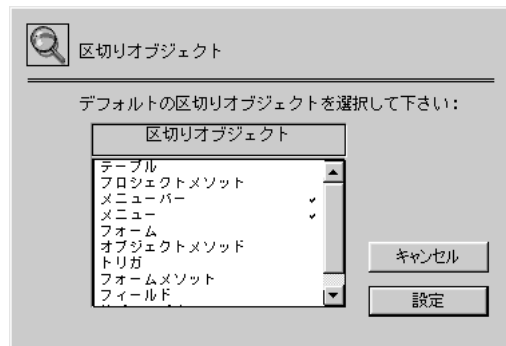 区切りオブジェクト
デフォルトの区切りオブジェクトを選択して下さい:
区切りオブジェクト
テーブル
プロジェクトメソット
メニューバー
メニュー
フォーム
オブジェクトメソッド
トリガ
フォームメソット
フィールド
キャンセル
設定